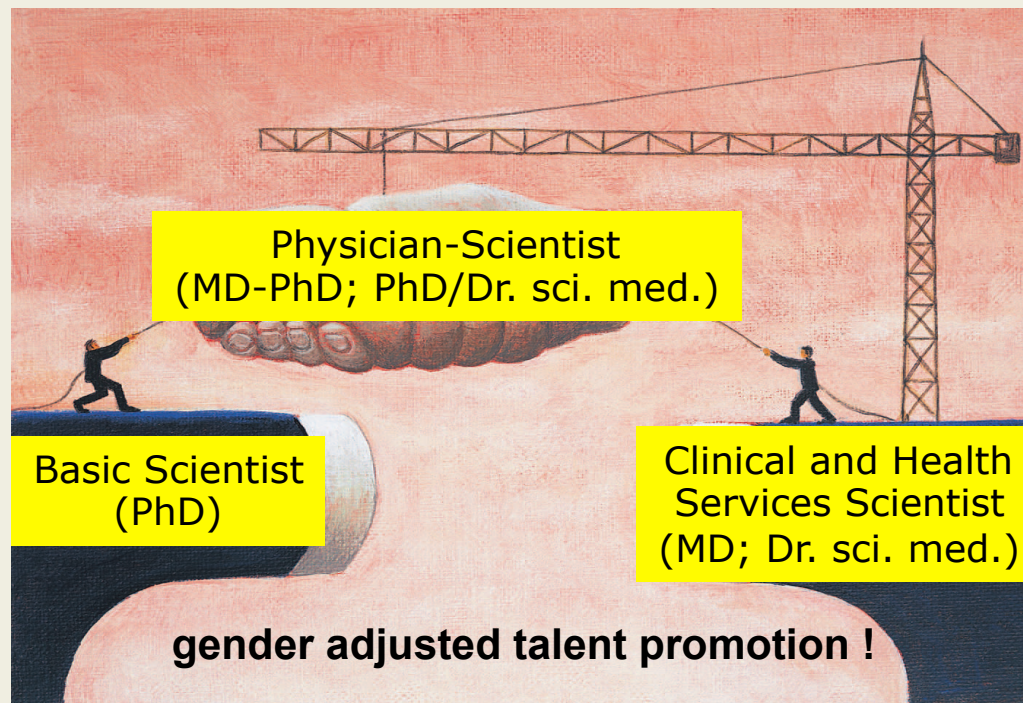 Physician-Scientist
(MD-PhD; PhD/Dr. sci. med.)
Basic Scientist
(PhD)
Clinical and Health
Services Scientist
(MD; Dr. sci. med.)
gender adjusted talent promotion !